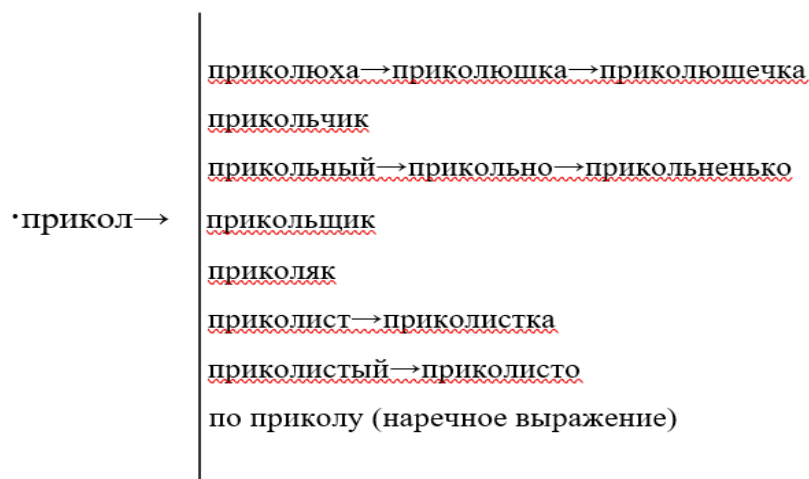 приколюха→приколюшка→приколюшечка
прикольчик
прикольный→прикольно→прикольненько
·прикол→
прикольщик
приколяк
приколист→приколистка
приколистый→приколисто
по приколу (наречное выражение)